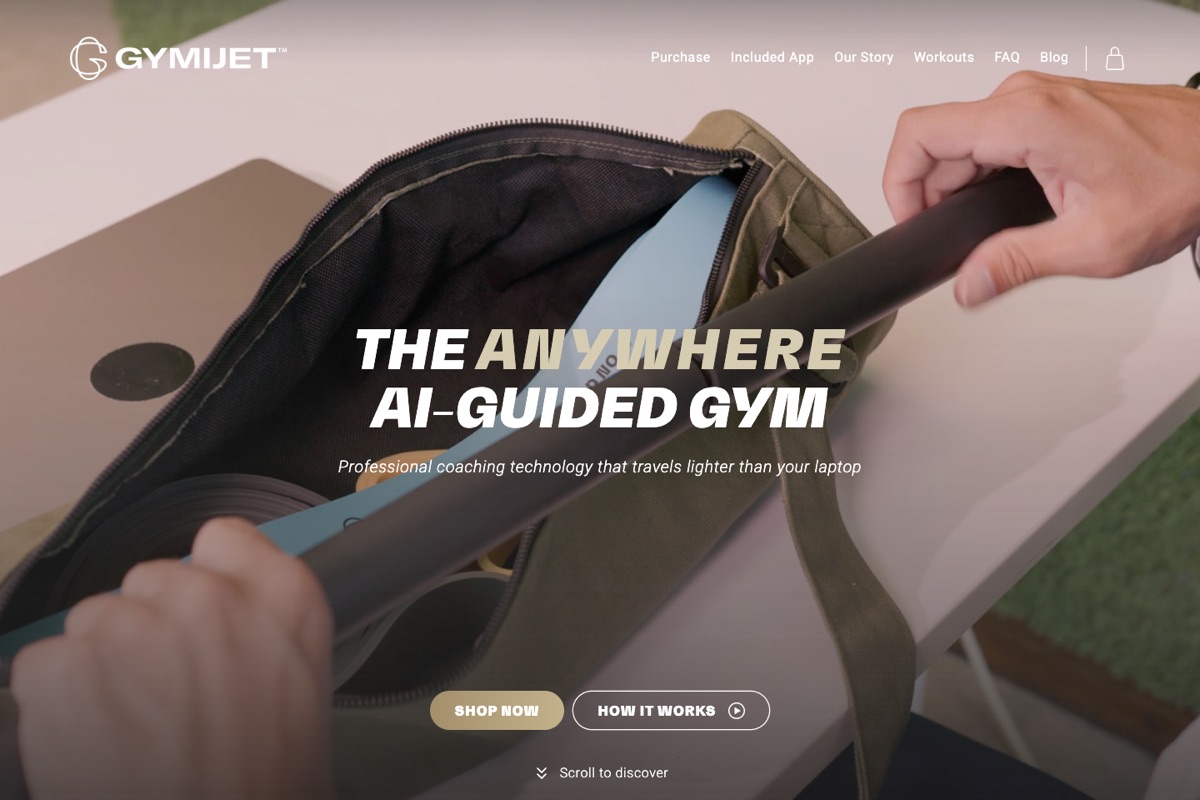 GYMIJET™
Purchase Included App Our Story Workouts FAQ Blog
THE ANYWHERE
AI-GUIDED GYM
Professional coaching technology that travels lighter than your laptop
SHOP NOW
HOW IT WORKS
Scroll to discover